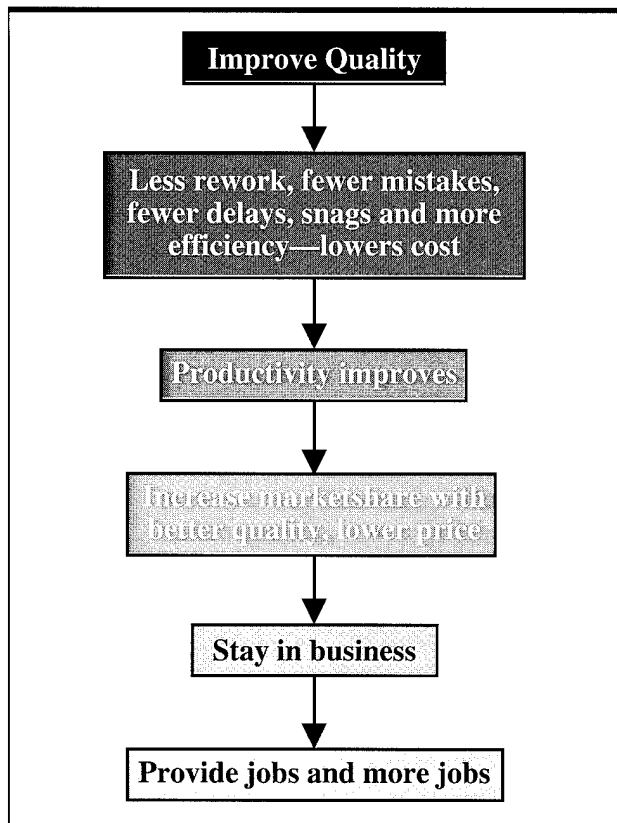 Improve Quality
Less rework, fewer mistakes,
fewer delays, snags and more
efficiency—lowers cost
Productivity improves
Increase marketshare with
better quality, lower price
Stay in business
Provide jobs and more jobs